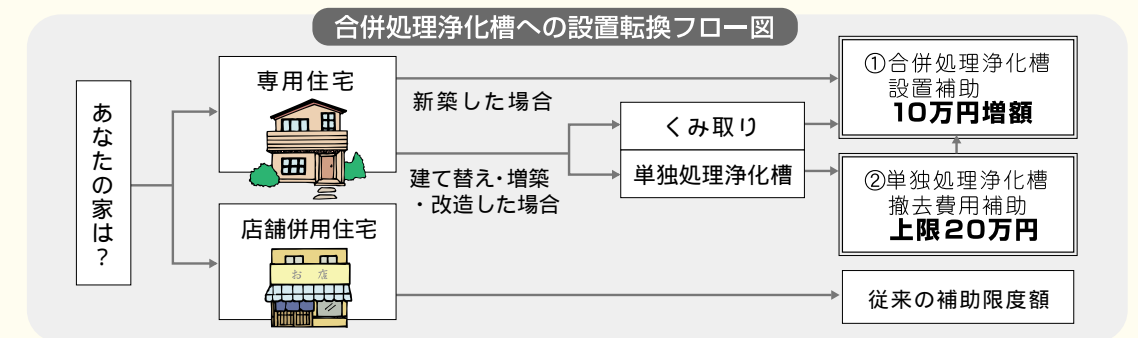 合併処理浄化槽への設置転換フロー図
あなたの家は？
専用住宅
新築した場合
建て替え・増築
・改造した場合
店舗併用住宅
お店
くみ取り
単独処理浄化槽
①合併処理浄化槽
設置補助
10万円増額
②単独処理浄化槽
撤去費用補助
上限20万円
従来の補助限度額